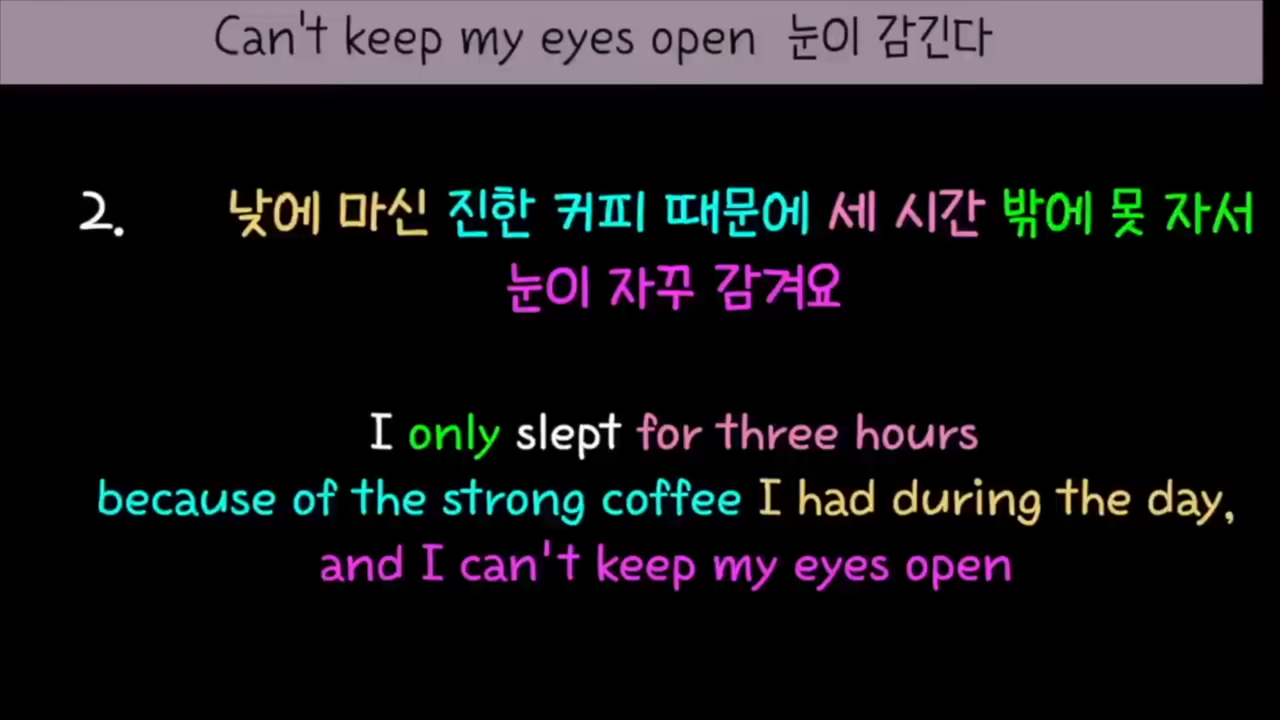 Can't keep my eyes open 눈이 감긴다
2. 낮에 마신 진한 커피 때문에 세 시간 밖에 못 자서
눈이 자꾸 감겨요
I only slept for three hours
because of the strong coffee I had during the day,
and I can't keep my eyes open